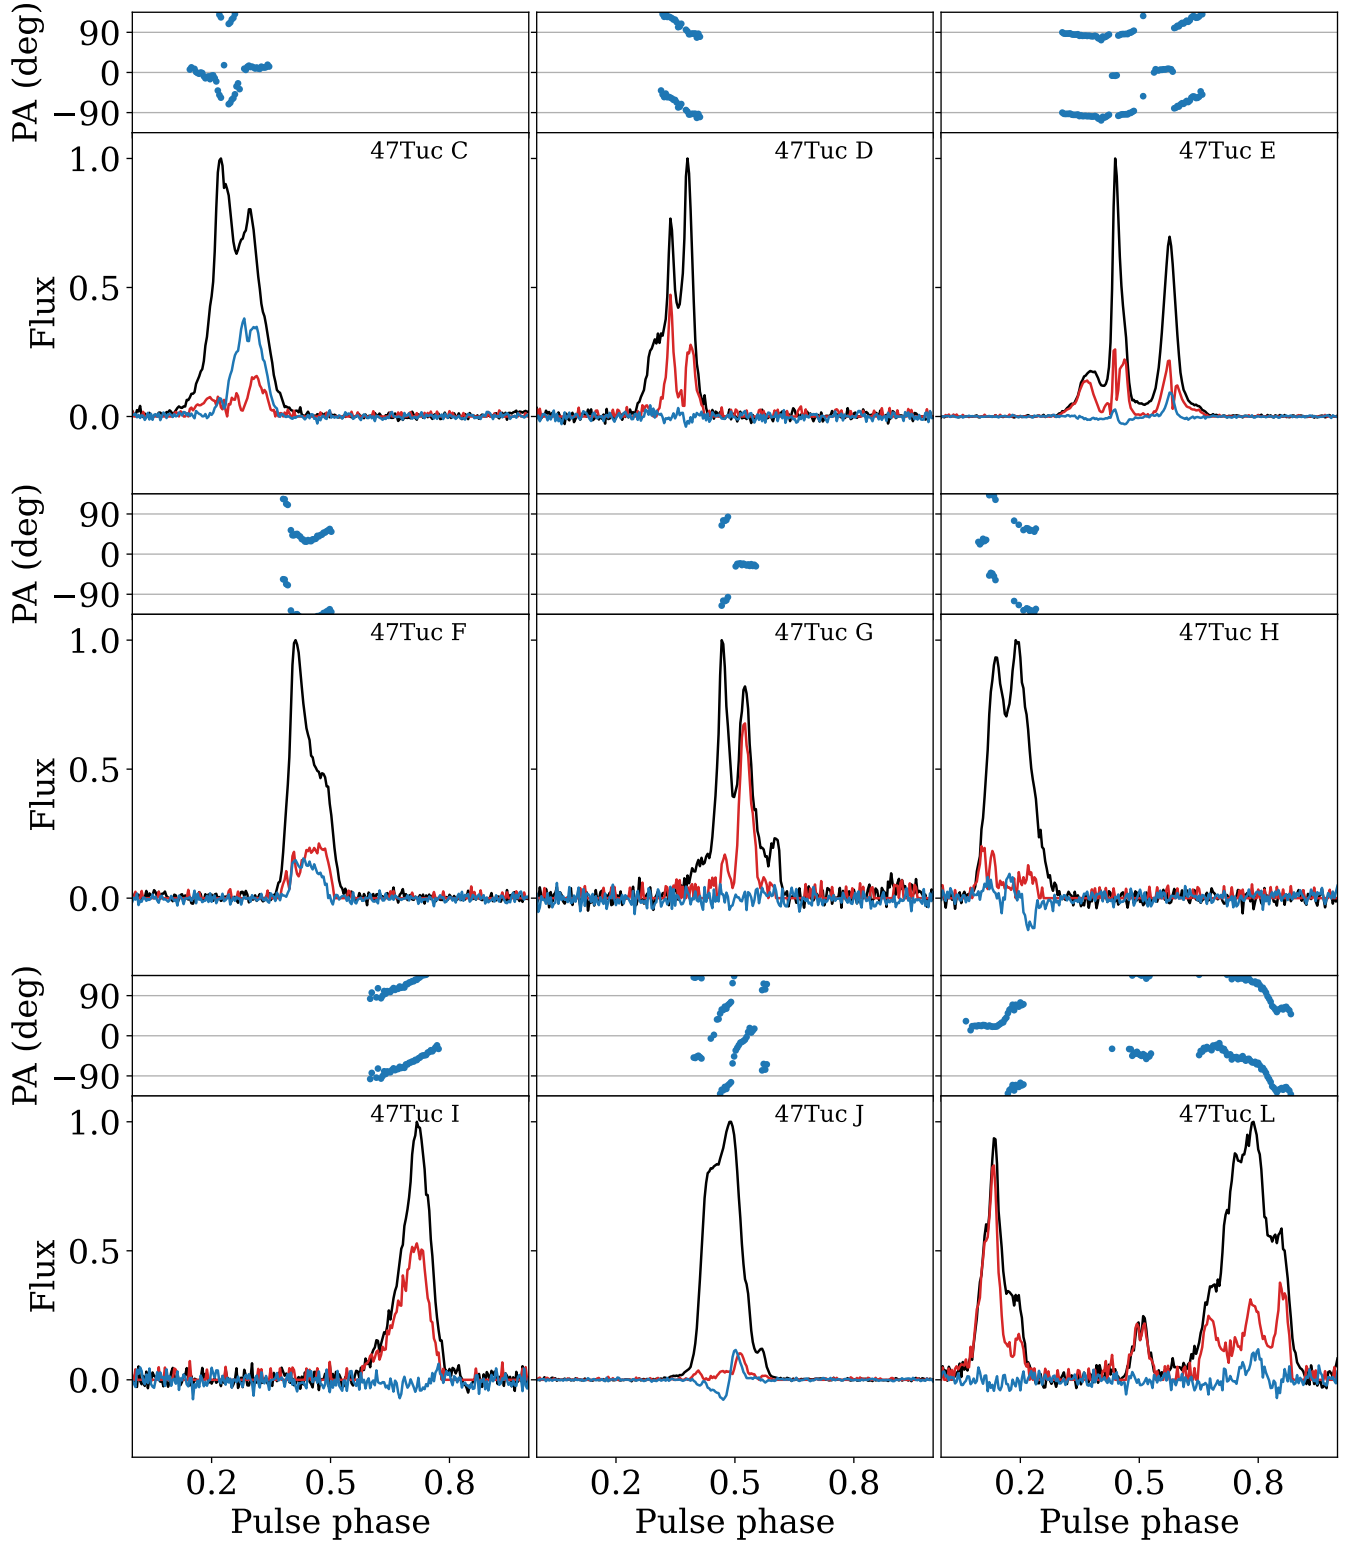 PA (deg)
90
0
−90
47Tuc C
47Tuc D
47Tuc E
Flux
1.0
0.5
0.0
PA (deg)
90
0
−90
47Tuc F
47Tuc G
47Tuc H
Flux
1.0
0.5
0.0
PA (deg)
90
0
−90
47Tuc I
47Tuc J
47Tuc L
Flux
1.0
0.5
0.0
0.2 0.5 0.8 0.2 0.5 0.8 0.2 0.5 0.8
Pulse phase Pulse phase Pulse phase